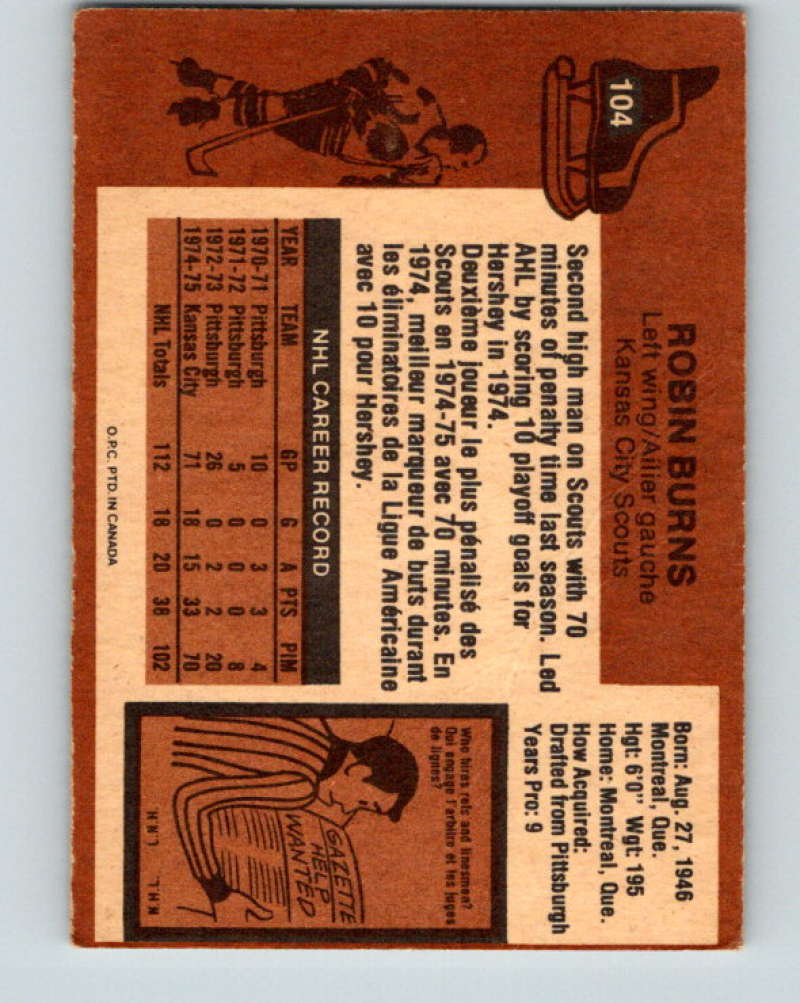 104
ROBIN BURNS
Left wing/Ailier gauche
Kansas City Scouts
Born: Aug. 27, 1946
Montreal, Que.
Hgt: 6'0" Wgt: 195
Home: Montreal, Que.
How Acquired:
Drafted from Pittsburgh
Years Pro: 9
Second high man on Scouts with 70
minutes of penalty time last season. Led
AHL by scoring 10 playoff goals for
Hershey in 1974.
Deuxième joueur le plus pénalisé des
Scouts en 1974-75 avec 70 minutes. En
1974, meilleur marqueur de buts durant
les éliminatoires de la Ligue Américaine
avec 10 pour Hershey.
NHL CAREER RECORD
YEAR TEAM GP G A PTS PIM
1970-71 Pittsburgh 10 0 3 3 4
1971-72 Pittsburgh 5 0 0 0 8
1972-73 Pittsburgh 26 0 2 2 20
1974-75 Kansas City 71 18 15 33 70
NHL Totals 112 18 20 38 102
Who hires refs and linesmen?
Qui engage l'arbitre et les juges
de lignes?
GAZETTE
HELP
WANTED
N.H.L. L.N.H.
O.P.C. PTD. IN CANADA